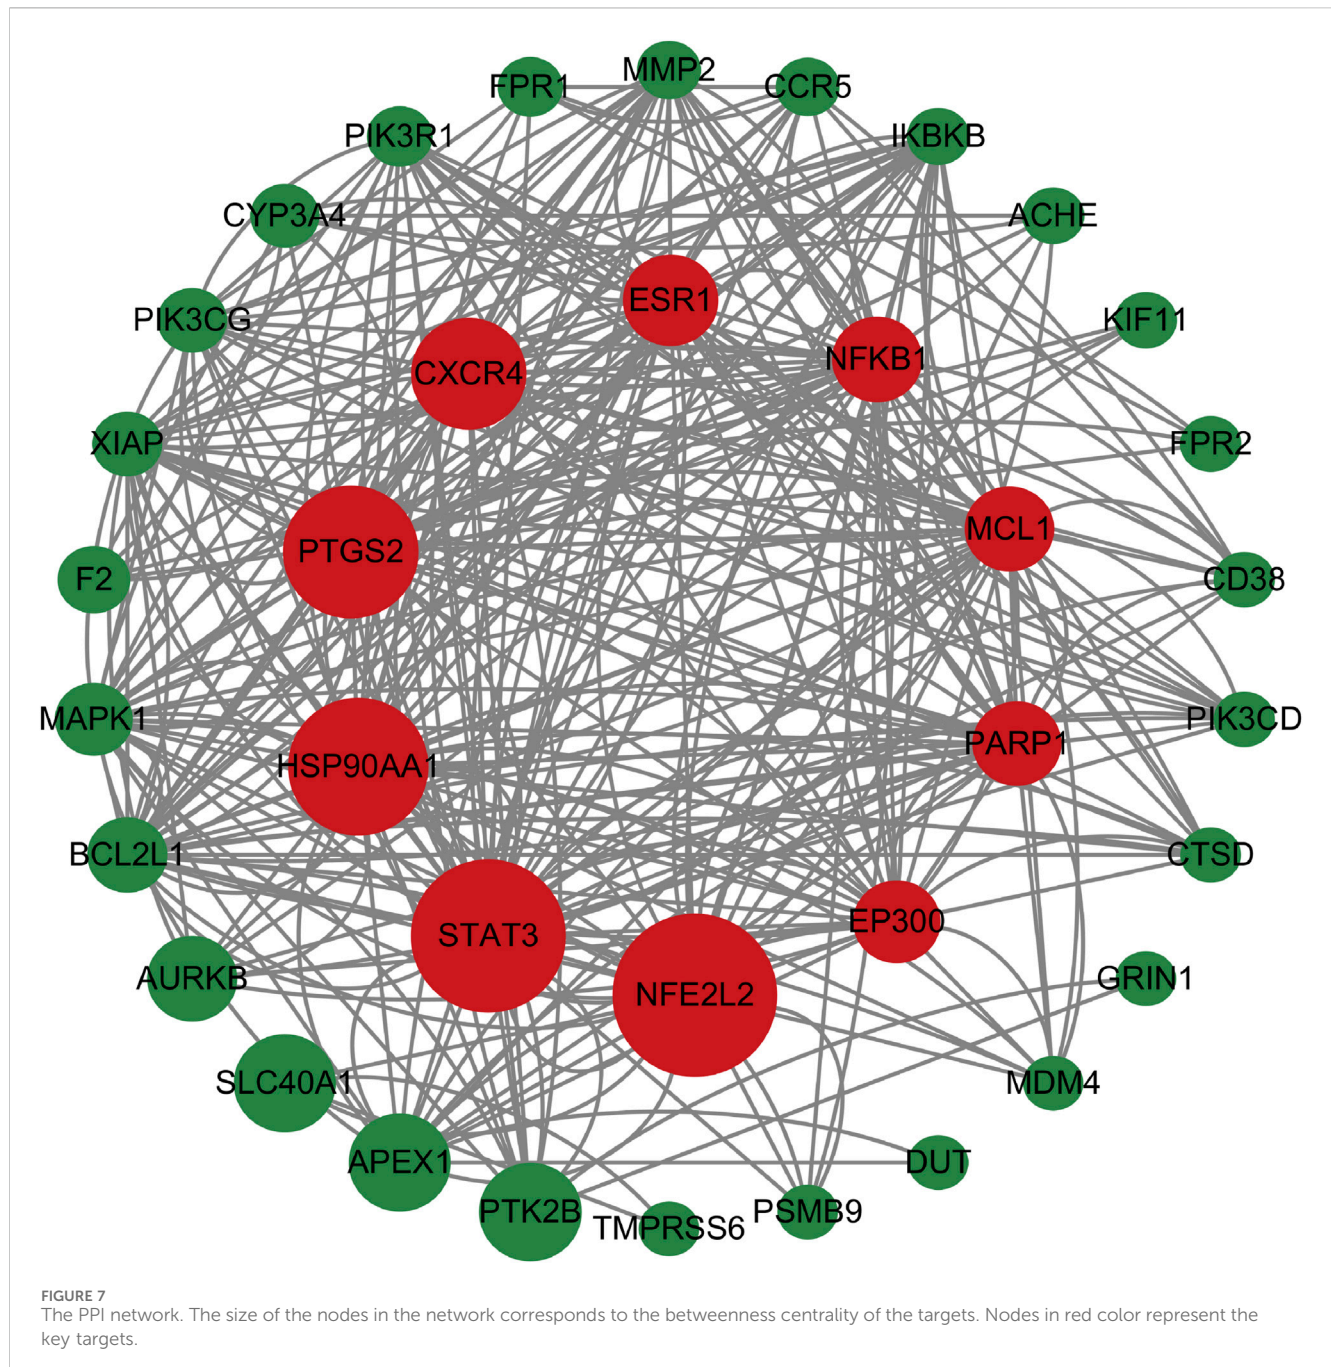 MMP2
FPR1
CCR5
PIK3R1
IKBKB
CYP3A4
ACHE
ESR1
PIK3CG
KIF11
NFKB1
CXCR4
XIAP
FPR2
MCL1
PTGS2
F2
CD38
MAPK1
PIK3CD
PARP1
HSP90AA1
BCL2L1
CTSD
EP300
STAT3
AURKB
GRIN1
NFE2L2
SLC40A1
MDM4
APEX1
DUT
PTK2B
PSMB9
TMPRSS6
FIGURE 7
The PPI network. The size of the nodes in the network corresponds to the betweenness centrality of the targets. Nodes in red color represent the
key targets.